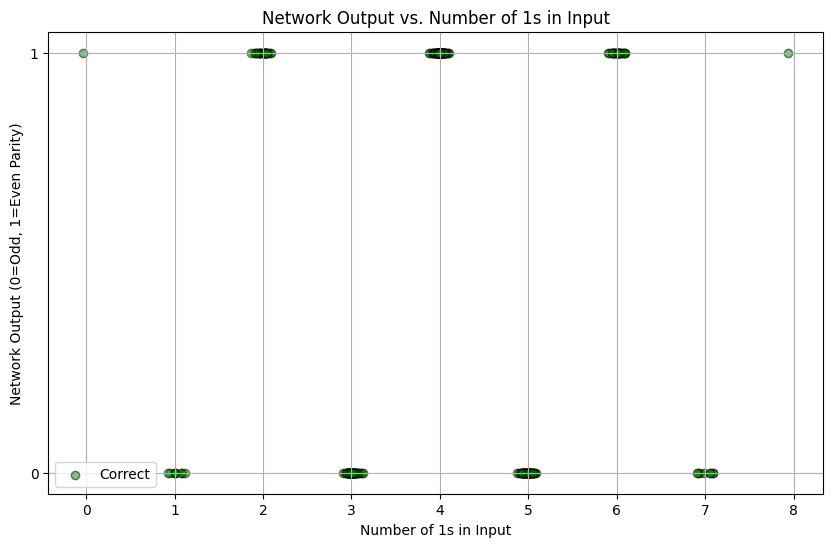 Network Output vs. Number of 1s in Input
Network Output (0=Odd, 1=Even Parity)
1
0
Correct
0 1 2 3 4 5 6 7 8
Number of 1s in Input